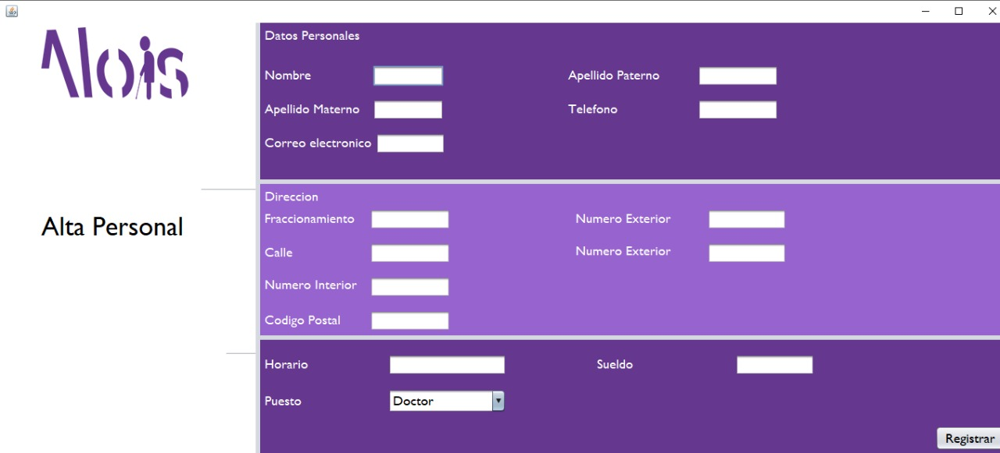 Alois
Datos Personales
Nombre
Apellido Paterno
Apellido Materno
Telefono
Correo electronico
Alta Personal
Direccion
Fraccionamiento
Numero Exterior
Calle
Numero Exterior
Numero Interior
Codigo Postal
Horario
Sueldo
Puesto
Doctor
Registrar